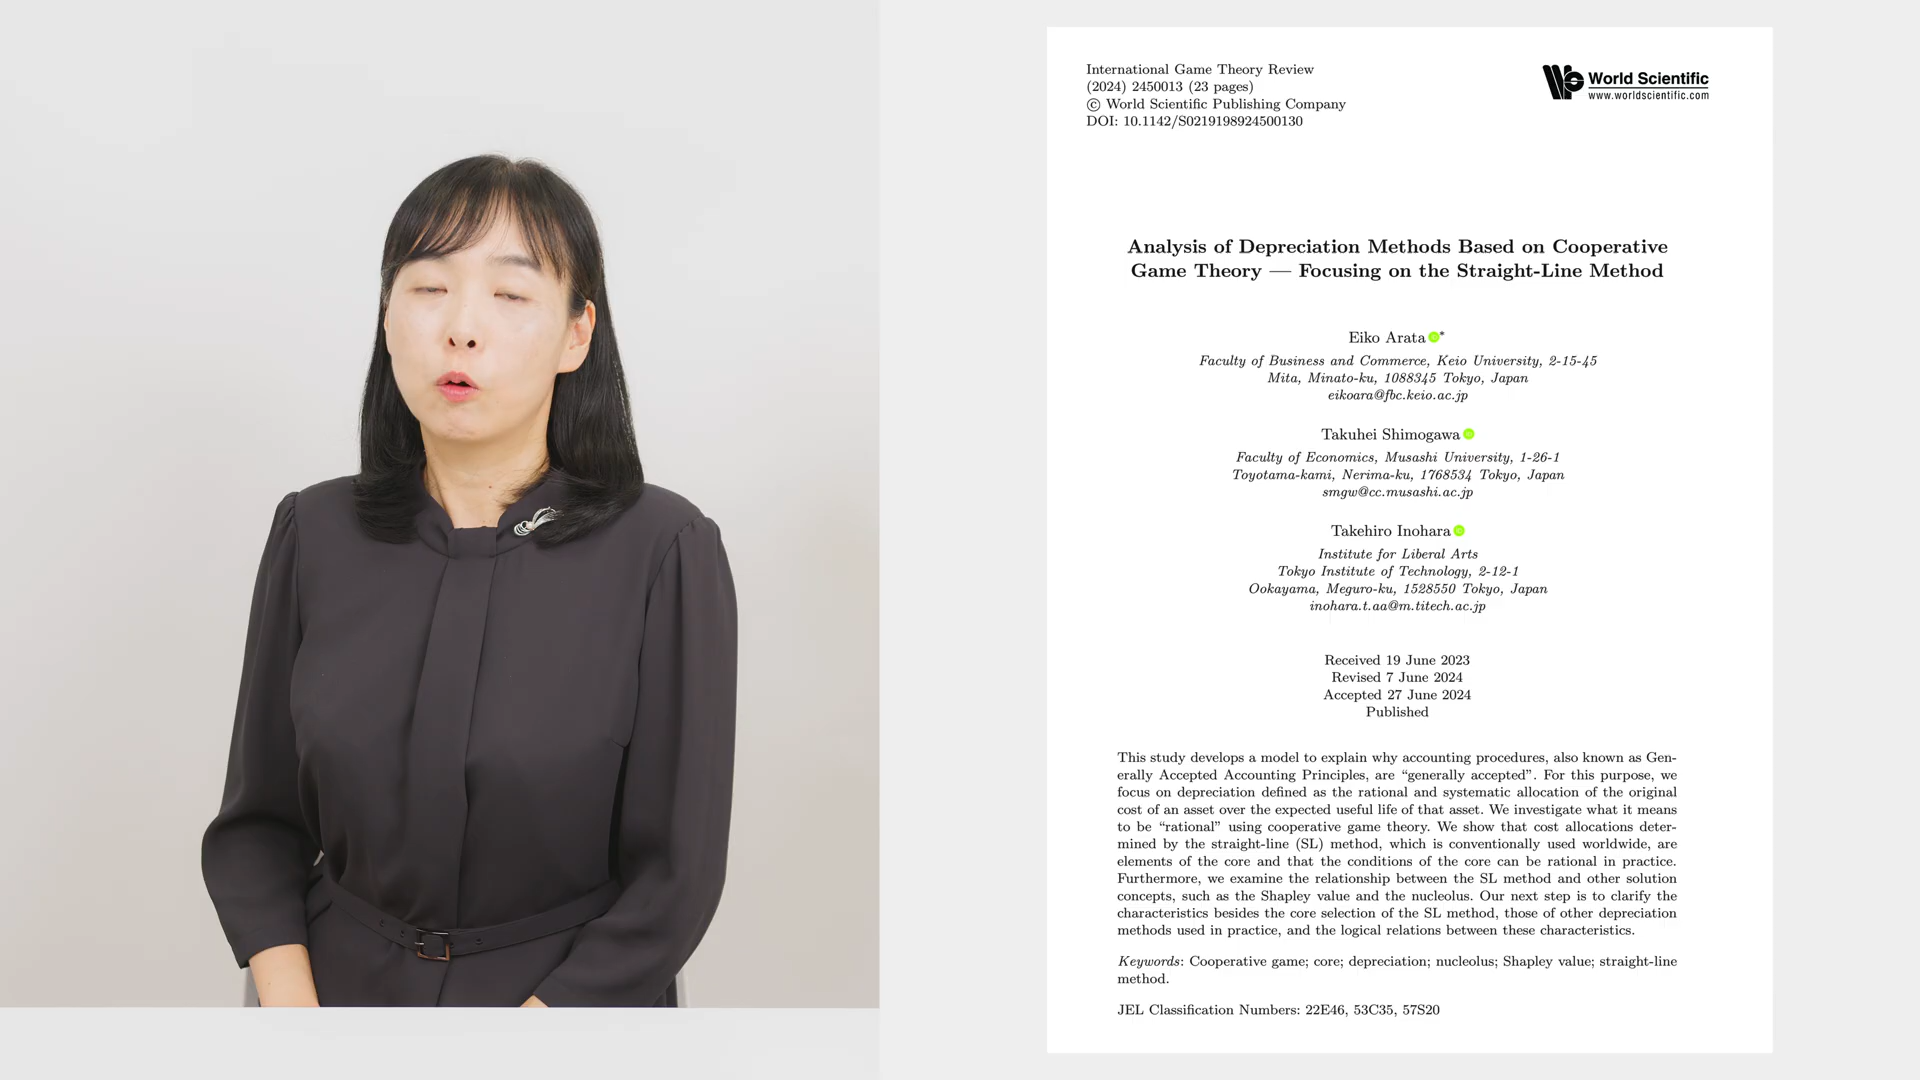 International Game Theory Review
(2024) 2450013 (23 pages)
© World Scientific Publishing Company
DOI: 10.1142/S0219198924500130
World Scientific
www.worldscientific.com
Analysis of Depreciation Methods Based on Cooperative
Game Theory — Focusing on the Straight-Line Method
Eiko Arata *
Faculty of Business and Commerce, Keio University, 2-15-45
Mita, Minato-ku, 1088345 Tokyo, Japan
eikoara@fbc.keio.ac.jp
Takuhei Shimogawa
Faculty of Economics, Musashi University, 1-26-1
Toyotama-kami, Nerima-ku, 1768534 Tokyo, Japan
smgw@cc.musashi.ac.jp
Takehiro Inohara
Institute for Liberal Arts
Tokyo Institute of Technology, 2-12-1
Ookayama, Meguro-ku, 1528550 Tokyo, Japan
inohara.t.aa@m.titech.ac.jp
Received 19 June 2023
Revised 7 June 2024
Accepted 27 June 2024
Published
This study develops a model to explain why accounting procedures, also known as Gen-
erally Accepted Accounting Principles, are “generally accepted”. For this purpose, we
focus on depreciation defined as the rational and systematic allocation of the original
cost of an asset over the expected useful life of that asset. We investigate what it means
to be “rational” using cooperative game theory. We show that cost allocations deter-
mined by the straight-line (SL) method, which is conventionally used worldwide, are
elements of the core and that the conditions of the core can be rational in practice.
Furthermore, we examine the relationship between the SL method and other solution
concepts, such as the Shapley value and the nucleolus. Our next step is to clarify the
characteristics besides the core selection of the SL method, those of other depreciation
methods used in practice, and the logical relations between these characteristics.
Keywords: Cooperative game; core; depreciation; nucleolus; Shapley value; straight-line
method.
JEL Classification Numbers: 22E46, 53C35, 57S20